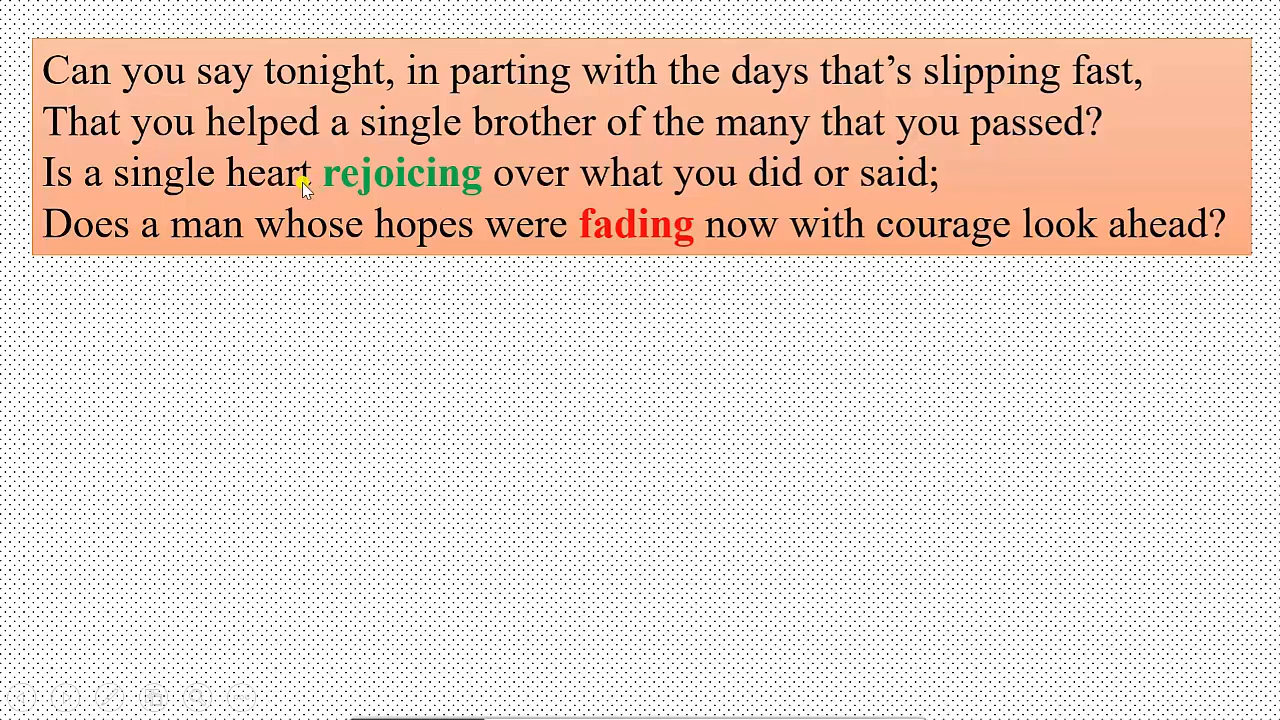 Can you say tonight, in parting with the days that’s slipping fast,
That you helped a single brother of the many that you passed?
Is a single heart rejoicing over what you did or said;
Does a man whose hopes were fading now with courage look ahead?